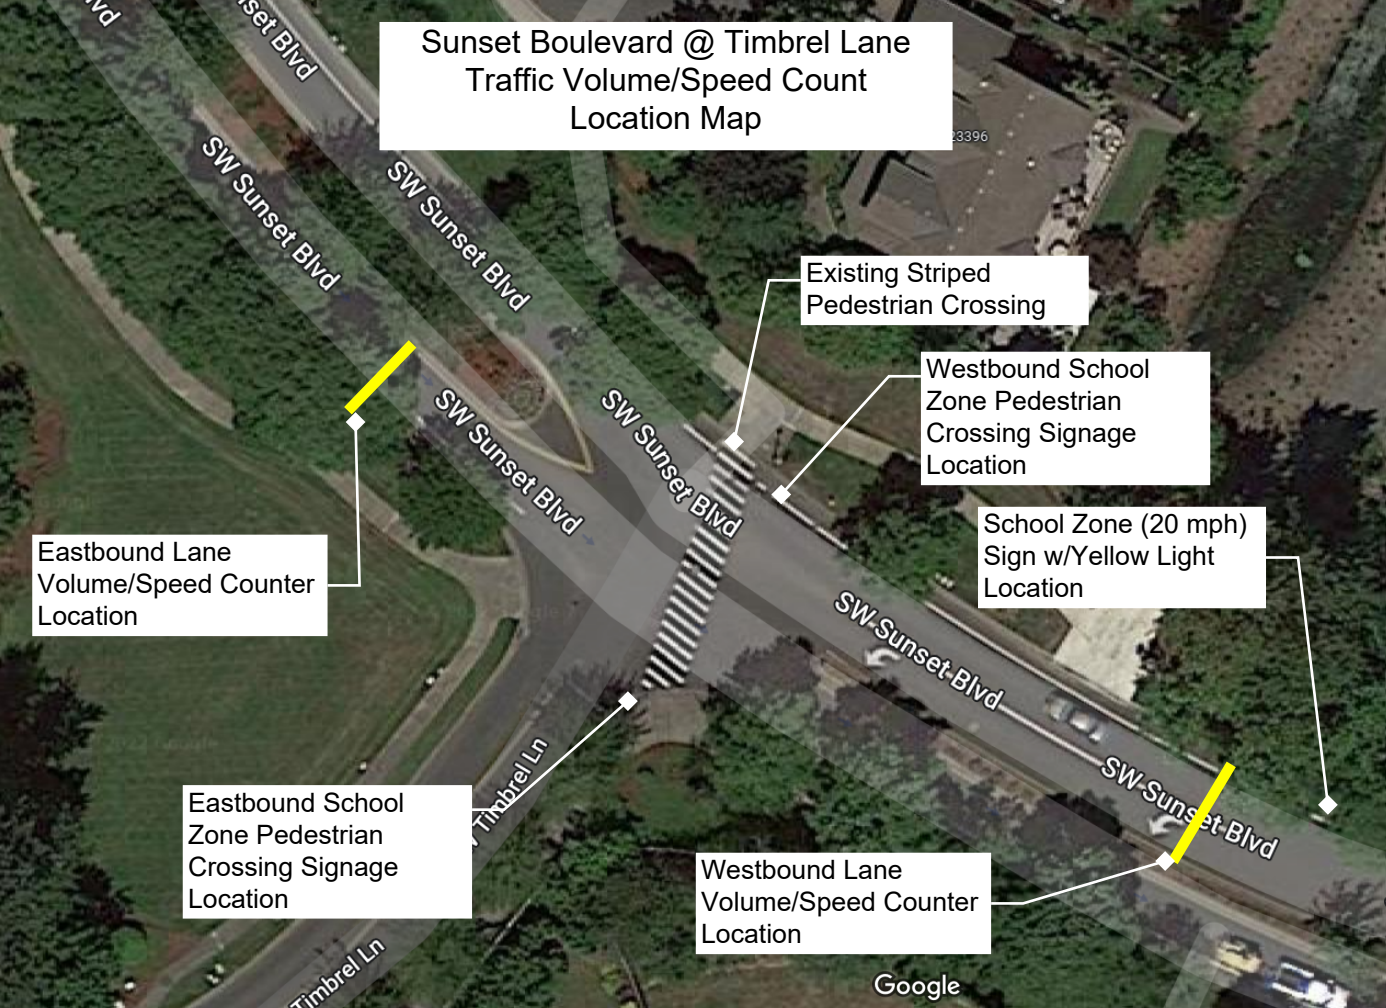 Sunset Boulevard @ Timbrel Lane
Traffic Volume/Speed Count
Location Map
23396
SW Sunset Blvd
SW Sunset Blvd
Existing Striped
Pedestrian Crossing
Westbound School
Zone Pedestrian
Crossing Signage
Location
SW Sunset Blvd
SW Sunset Blvd
School Zone (20 mph)
Sign w/Yellow Light
Location
Eastbound Lane
Volume/Speed Counter
Location
SW Sunset Blvd
SW Sunset Blvd
Eastbound School
Zone Pedestrian
Crossing Signage
Location
Timbrel Ln
Westbound Lane
Volume/Speed Counter
Location
Timbrel Ln
Google